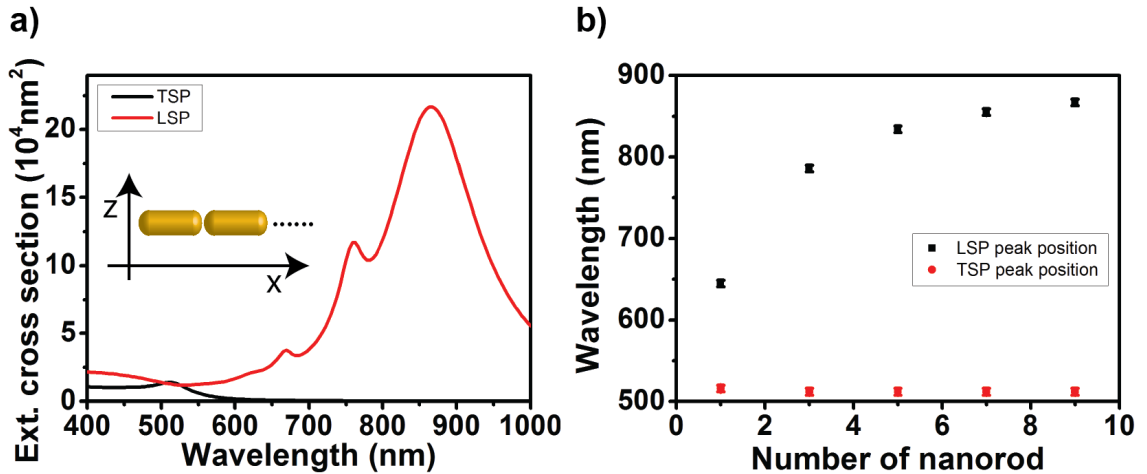 a)
Ext. cross section (10⁴nm²)
20
15
10
5
0
TSP
LSP
Z
X
400 500 600 700 800 900 1000
Wavelength (nm)
b)
Wavelength (nm)
900
800
700
600
500
LSP peak position
TSP peak position
0 2 4 6 8 10
Number of nanorod